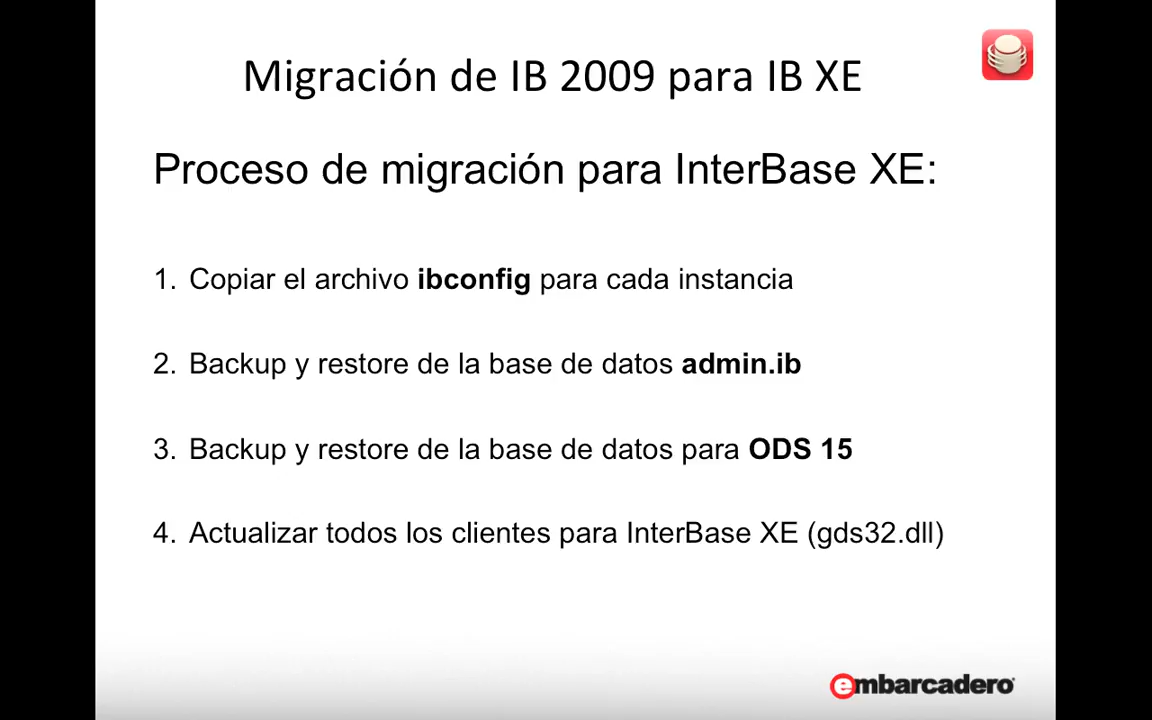 Migración de IB 2009 para IB XE
Proceso de migración para InterBase XE:
1. Copiar el archivo ibconfig para cada instancia
2. Backup y restore de la base de datos admin.ib
3. Backup y restore de la base de datos para ODS 15
4. Actualizar todos los clientes para InterBase XE (gds32.dll)
embarcadero